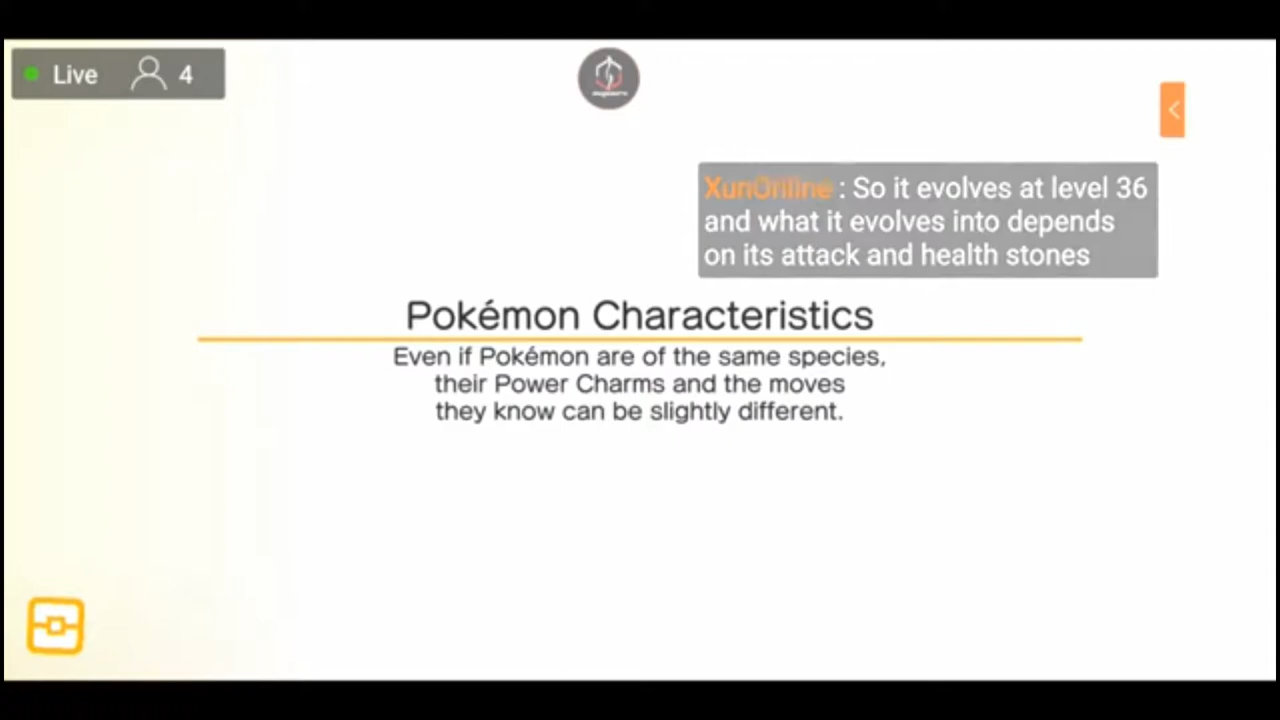 Live 4
XunOnline : So it evolves at level 36
and what it evolves into depends
on its attack and health stones
Pokémon Characteristics
Even if Pokémon are of the same species,
their Power Charms and the moves
they know can be slightly different.